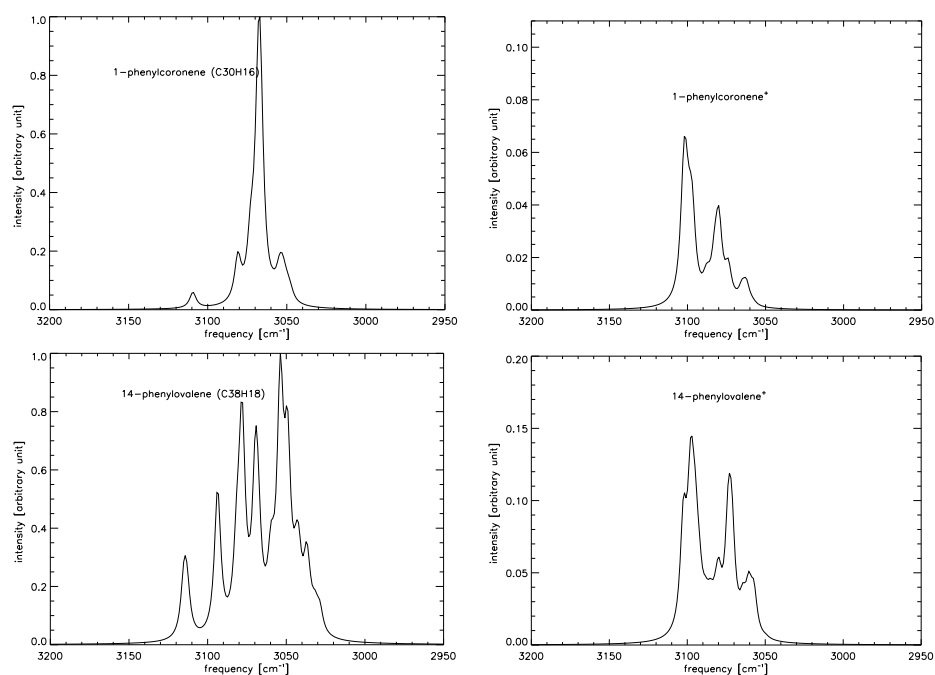 1.0
0.8
0.6
0.4
0.2
0.0
intensity [arbitrary unit]
1-phenylcoronene (C30H16)
3200 3150 3100 3050 3000 2950
frequency [cm⁻¹]
0.10
0.08
0.06
0.04
0.02
0.00
intensity [arbitrary unit]
1-phenylcoronene⁺
3200 3150 3100 3050 3000 2950
frequency [cm⁻¹]
1.0
0.8
0.6
0.4
0.2
0.0
intensity [arbitrary unit]
14-phenylovalene (C38H18)
3200 3150 3100 3050 3000 2950
frequency [cm⁻¹]
0.20
0.15
0.10
0.05
0.00
intensity [arbitrary unit]
14-phenylovalene⁺
3200 3150 3100 3050 3000 2950
frequency [cm⁻¹]